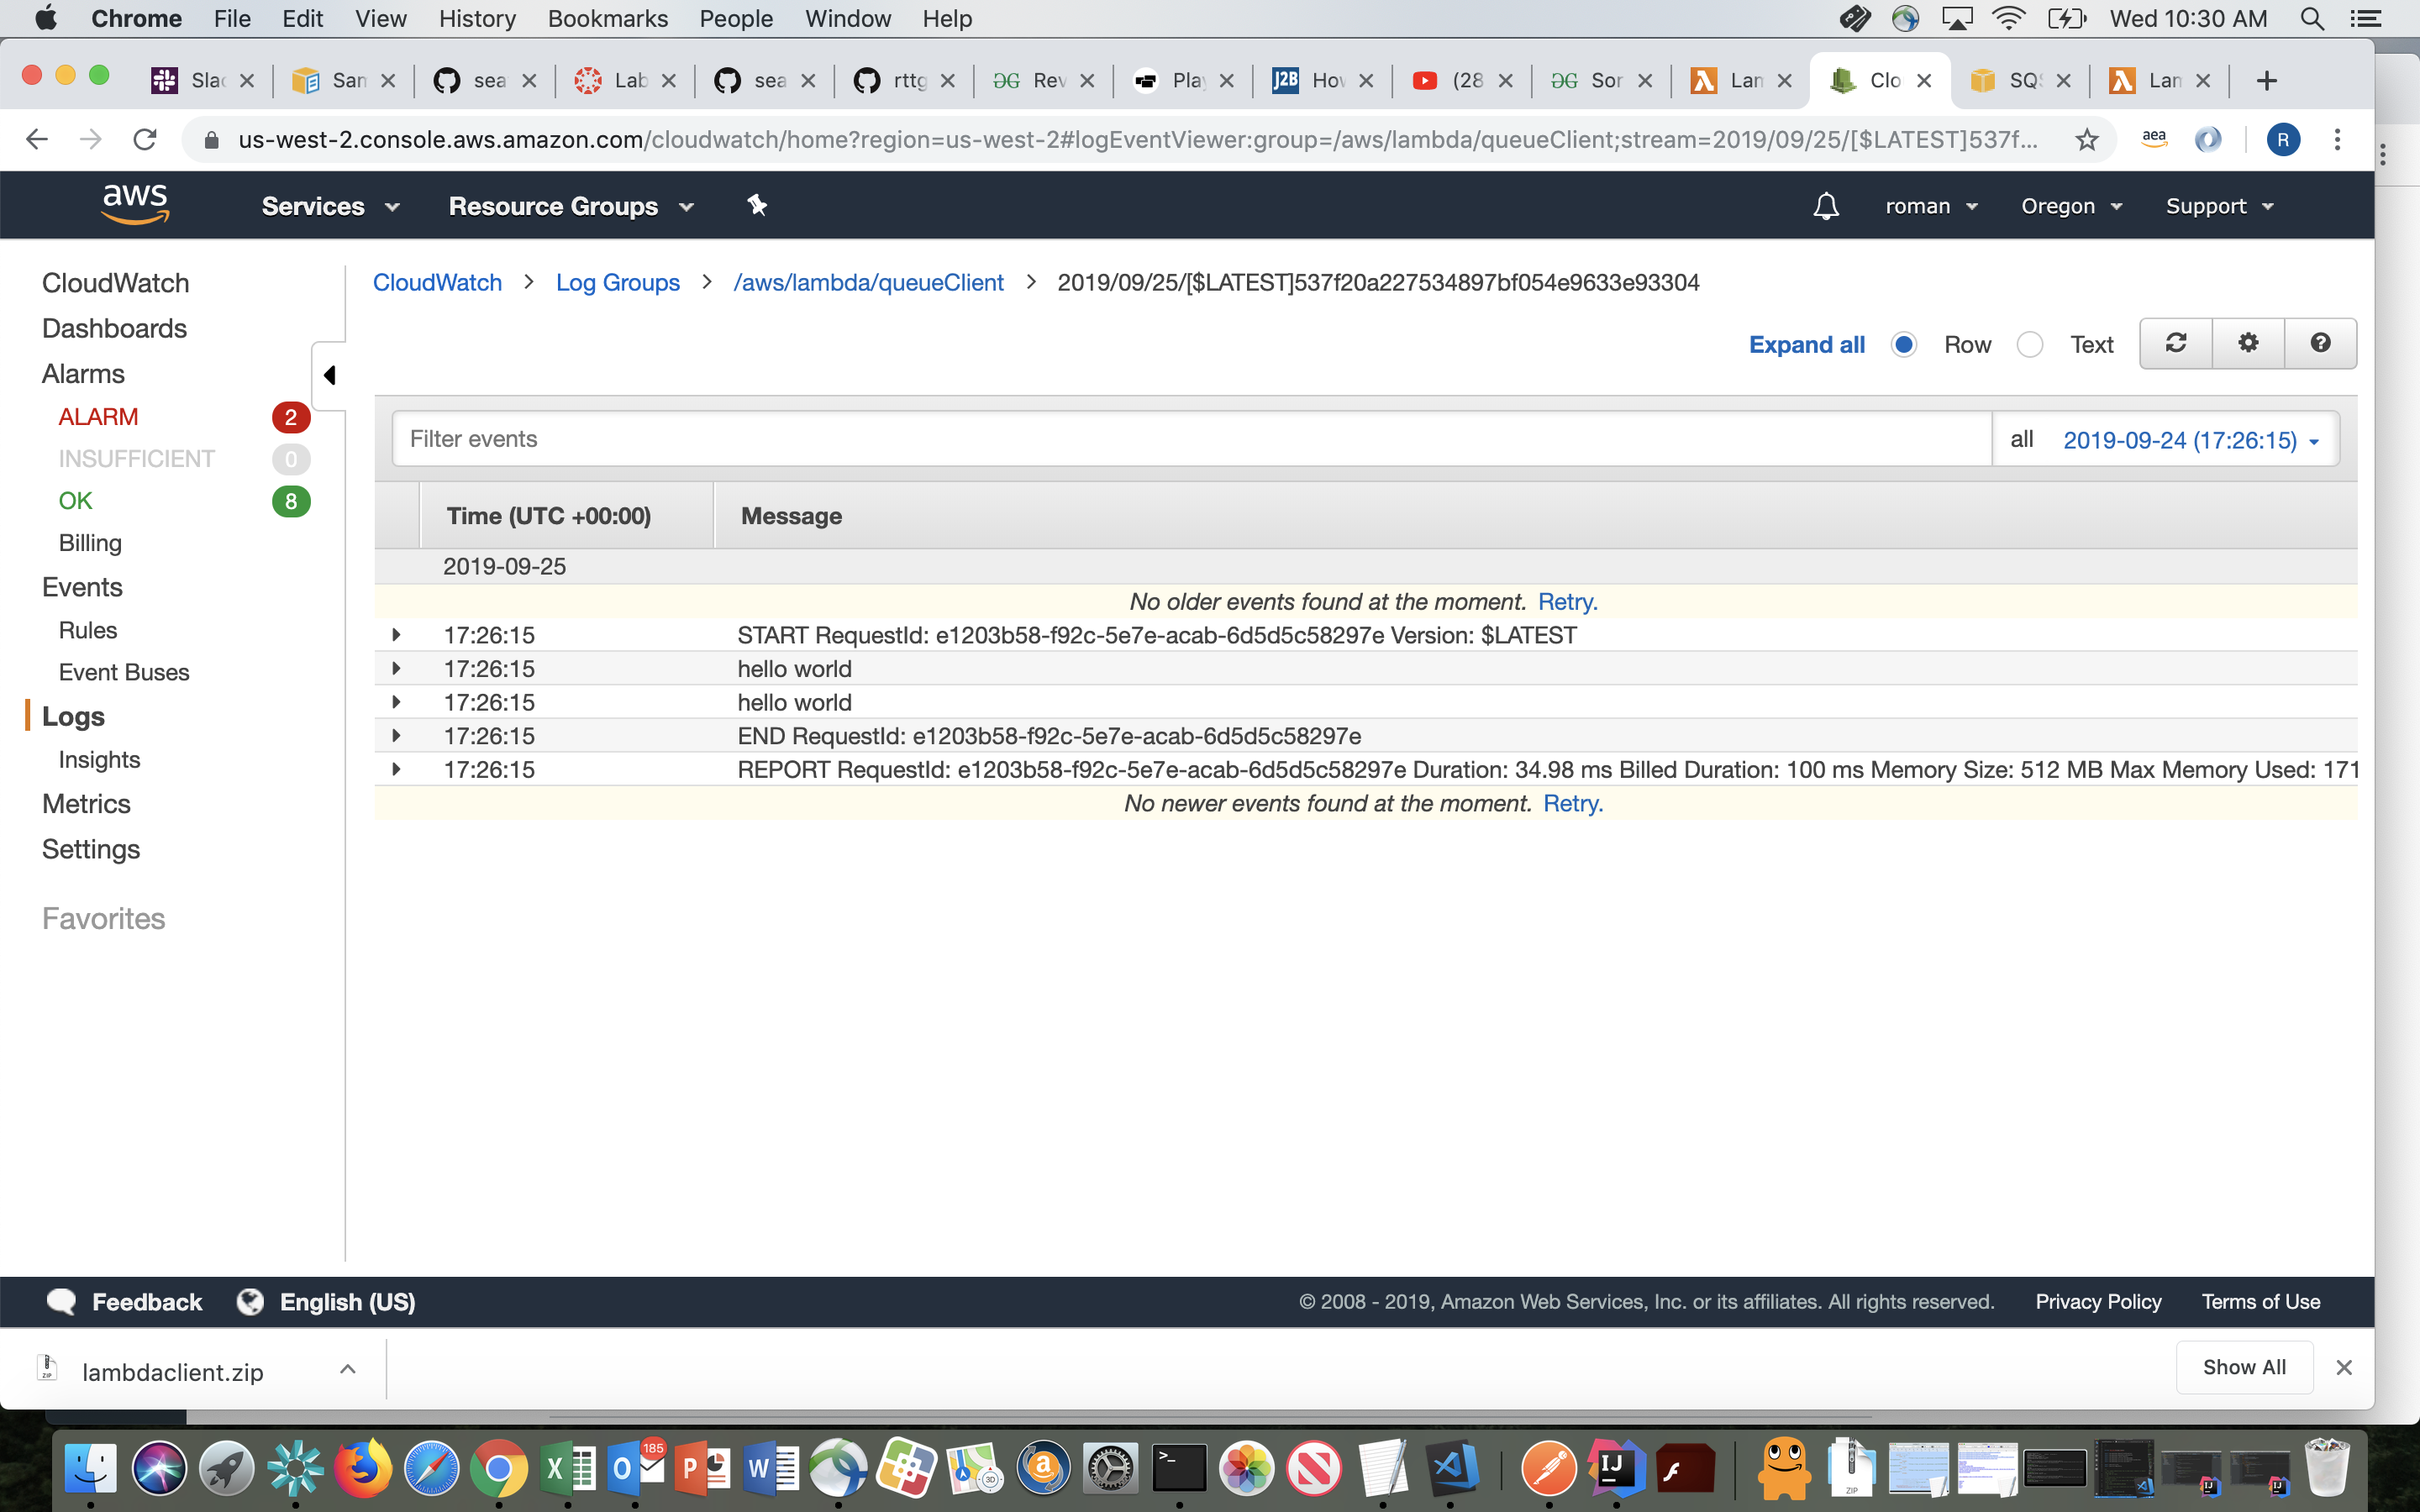 Chrome File Edit View History Bookmarks People Window Help Wed 10:30 AM
Slac San sea Lab sea rttg Rev Play J2B How (28 Sor Lan Clo SQS Lan
us-west-2.console.aws.amazon.com/cloudwatch/home?region=us-west-2#logEventViewer:group=/aws/lambda/queueClient;stream=2019/09/25/[$LATEST]537f... aea R
aws Services Resource Groups roman Oregon Support
CloudWatch
Dashboards
Alarms
ALARM 2
INSUFFICIENT 0
OK 8
Billing
Events
Rules
Event Buses
Logs
Insights
Metrics
Settings
Favorites
CloudWatch > Log Groups > /aws/lambda/queueClient > 2019/09/25/[$LATEST]537f20a227534897bf054e9633e93304
Expand all Row Text
Filter events all 2019-09-24 (17:26:15)
Time (UTC +00:00) Message
2019-09-25
No older events found at the moment. Retry.
17:26:15 START RequestId: e1203b58-f92c-5e7e-acab-6d5d5c58297e Version: $LATEST
17:26:15 hello world
17:26:15 hello world
17:26:15 END RequestId: e1203b58-f92c-5e7e-acab-6d5d5c58297e
17:26:15 REPORT RequestId: e1203b58-f92c-5e7e-acab-6d5d5c58297e Duration: 34.98 ms Billed Duration: 100 ms Memory Size: 512 MB Max Memory Used: 171
No newer events found at the moment. Retry.
Feedback English (US) © 2008 - 2019, Amazon Web Services, Inc. or its affiliates. All rights reserved. Privacy Policy Terms of Use
lambdaclient.zip Show All
185
ZIP